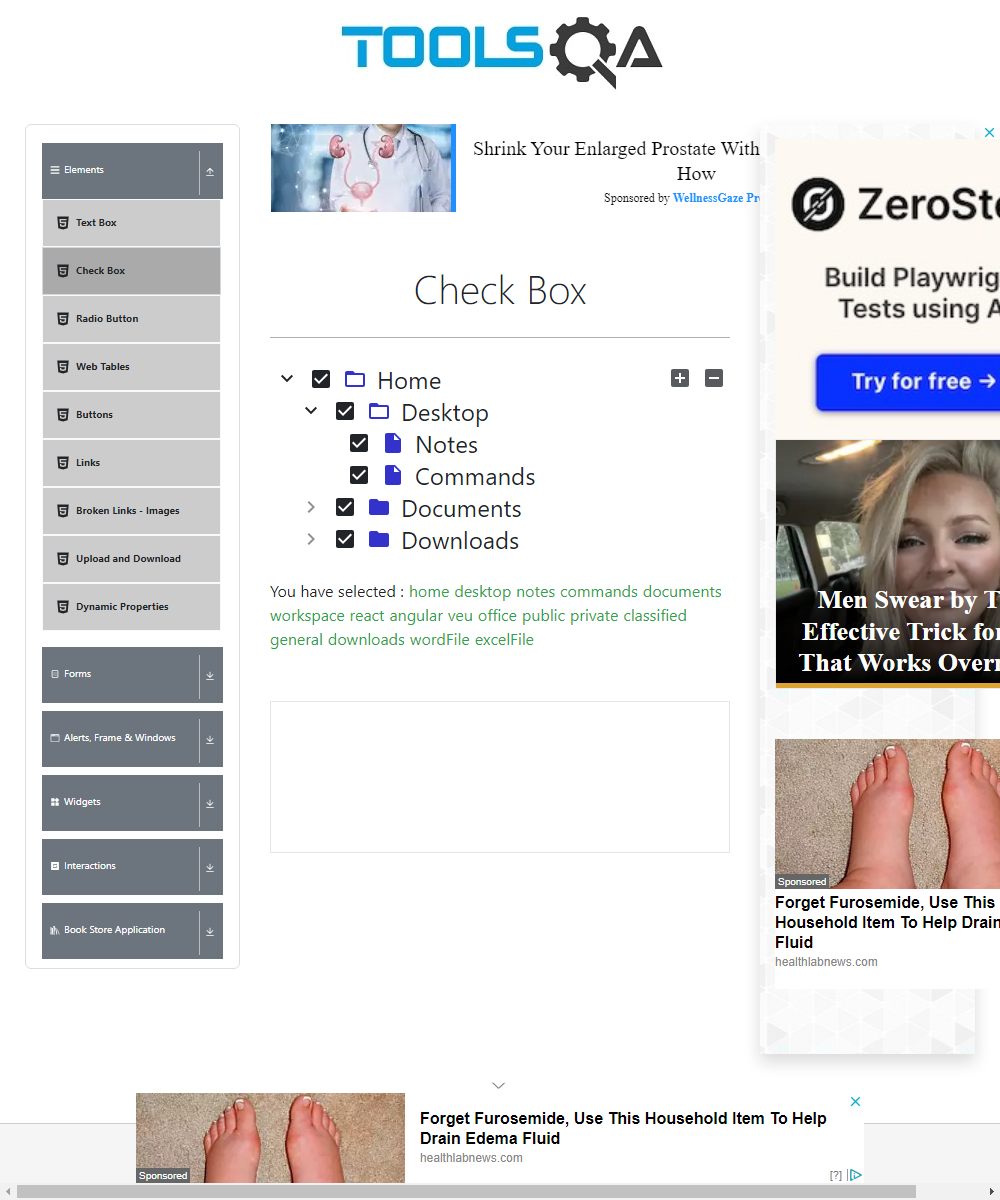 TOOLSQA
Elements
Text Box
Check Box
Radio Button
Web Tables
Buttons
Links
Broken Links - Images
Upload and Download
Dynamic Properties
Forms
Alerts, Frame & Windows
Widgets
Interactions
Book Store Application
Shrink Your Enlarged Prostate With
How
Sponsored by WellnessGaze Pr
Check Box
Home
Desktop
Notes
Commands
Documents
Downloads
You have selected : home desktop notes commands documents
workspace react angular veu office public private classified
general downloads wordFile excelFile
ZeroSt
Build Playwrig
Tests using A
Try for free →
Men Swear by T
Effective Trick for
That Works Overn
Sponsored
Forget Furosemide, Use This
Household Item To Help Drain
Fluid
healthlabnews.com
Sponsored
Forget Furosemide, Use This Household Item To Help
Drain Edema Fluid
healthlabnews.com
[?]